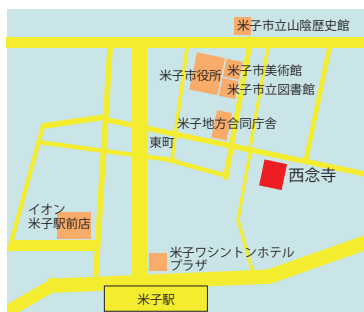 米子市立山陰歴史館
米子市美術館
米子市役所
米子市立図書館
米子地方合同庁舎
東町
西念寺
イオン
米子駅前店
米子ワシントンホテル
プラザ
米子駅